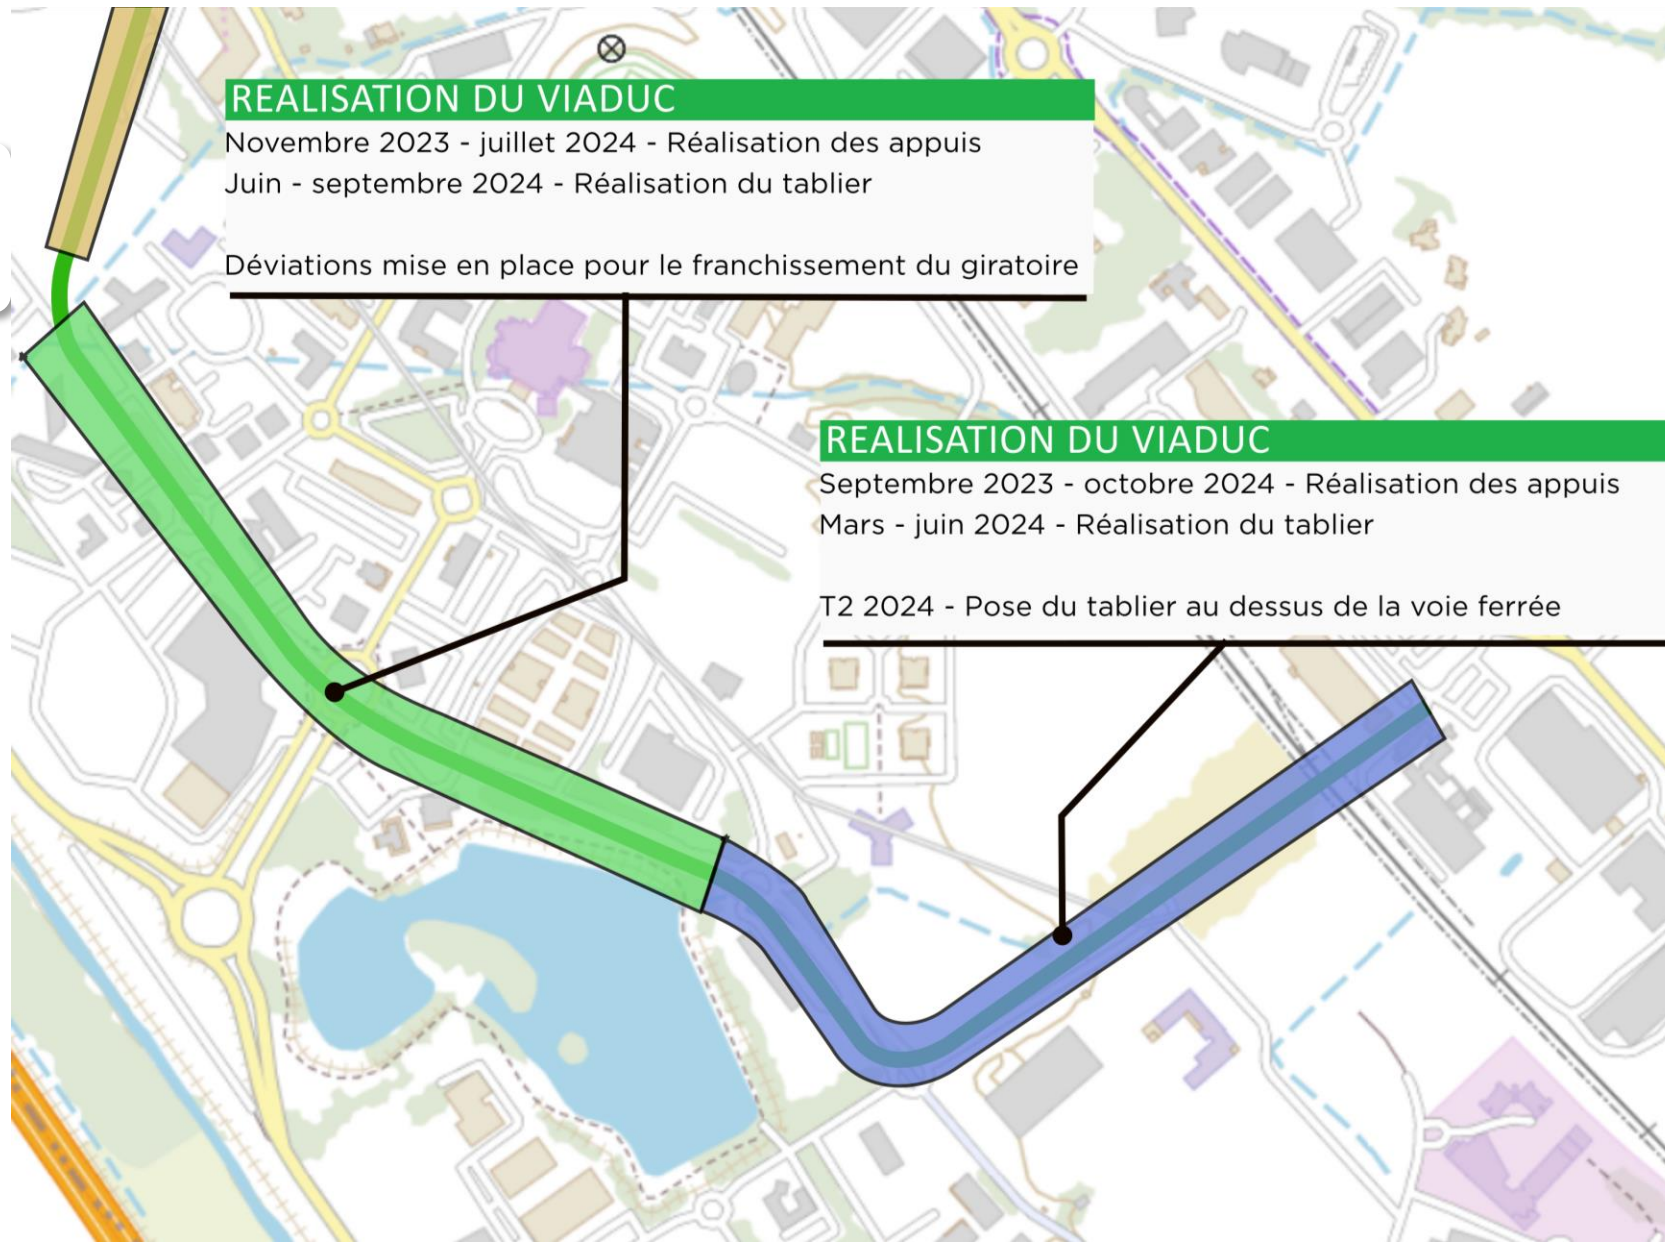 REALISATION DU VIADUC
Novembre 2023 - juillet 2024 - Réalisation des appuis
Juin - septembre 2024 - Réalisation du tablier
Déviations mise en place pour le franchissement du giratoire
REALISATION DU VIADUC
Septembre 2023 - octobre 2024 - Réalisation des appuis
Mars - juin 2024 - Réalisation du tablier
T2 2024 - Pose du tablier au dessus de la voie ferrée